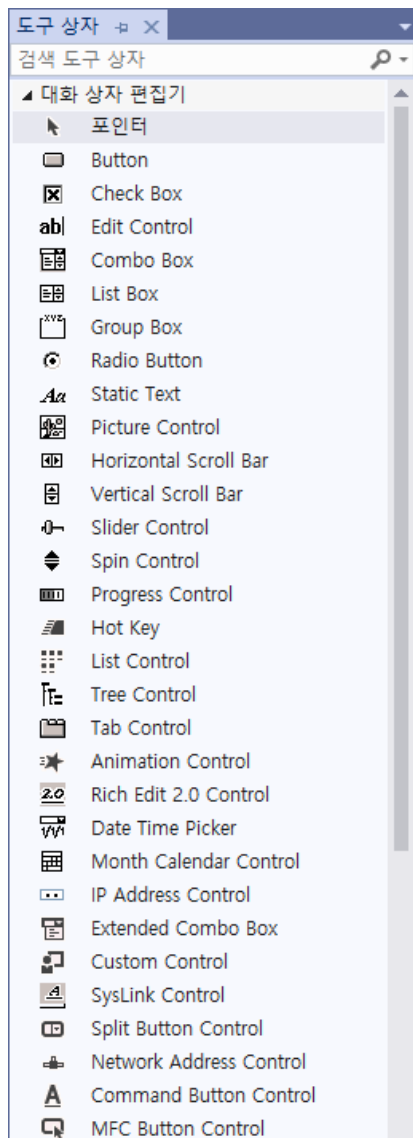 도구 상자
검색 도구 상자
대화 상자 편집기
포인터
Button
Check Box
ab| Edit Control
Combo Box
List Box
xyz Group Box
Radio Button
Aa Static Text
Picture Control
Horizontal Scroll Bar
Vertical Scroll Bar
Slider Control
Spin Control
Progress Control
Hot Key
List Control
Tree Control
Tab Control
Animation Control
2.0 Rich Edit 2.0 Control
Date Time Picker
Month Calendar Control
IP Address Control
Extended Combo Box
Custom Control
A SysLink Control
Split Button Control
Network Address Control
A Command Button Control
MFC Button Control